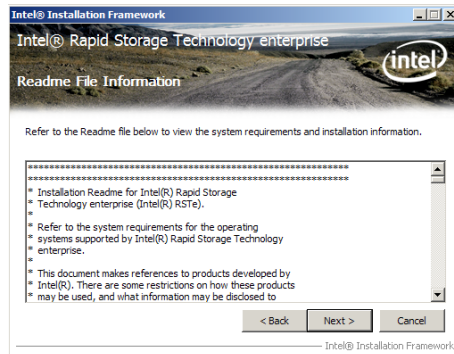 Intel® Installation Framework
Intel® Rapid Storage Technology enterprise
intel
Readme File Information
Refer to the Readme file below to view the system requirements and installation information.
*************************************************************
*************************************************************
* Installation Readme for Intel(R) Rapid Storage
* Technology enterprise (Intel(R) RSTe).
*
* Refer to the system requirements for the operating
* systems supported by Intel(R) Rapid Storage Technology
* enterprise.
*
* This document makes references to products developed by
* Intel(R). There are some restrictions on how these products
* may be used, and what information may be disclosed to
< Back Next > Cancel
Intel® Installation Framework